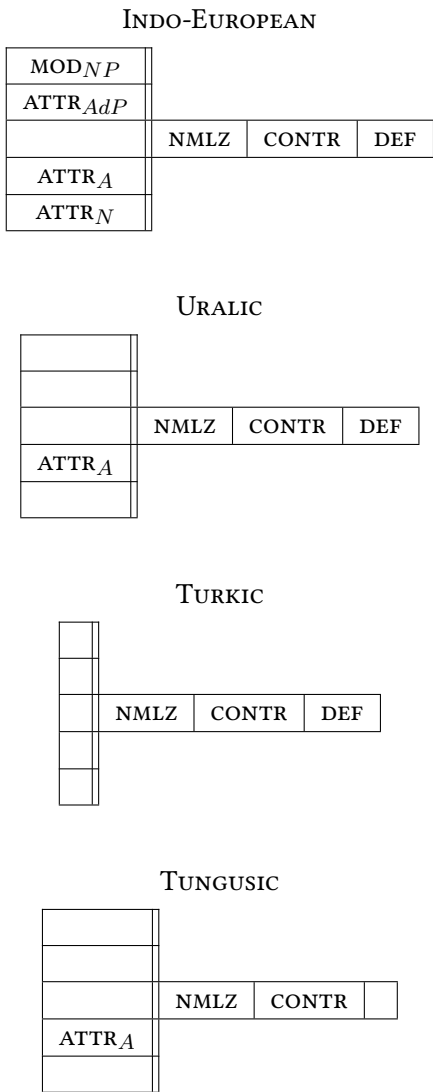 INDO-EUROPEAN
MOD_NP
ATTR_AdP
NMLZ CONTR DEF
ATTR_A
ATTR_N
URALIC
NMLZ CONTR DEF
ATTR_A
TURKIC
NMLZ CONTR DEF
TUNGUSIC
NMLZ CONTR
ATTR_A